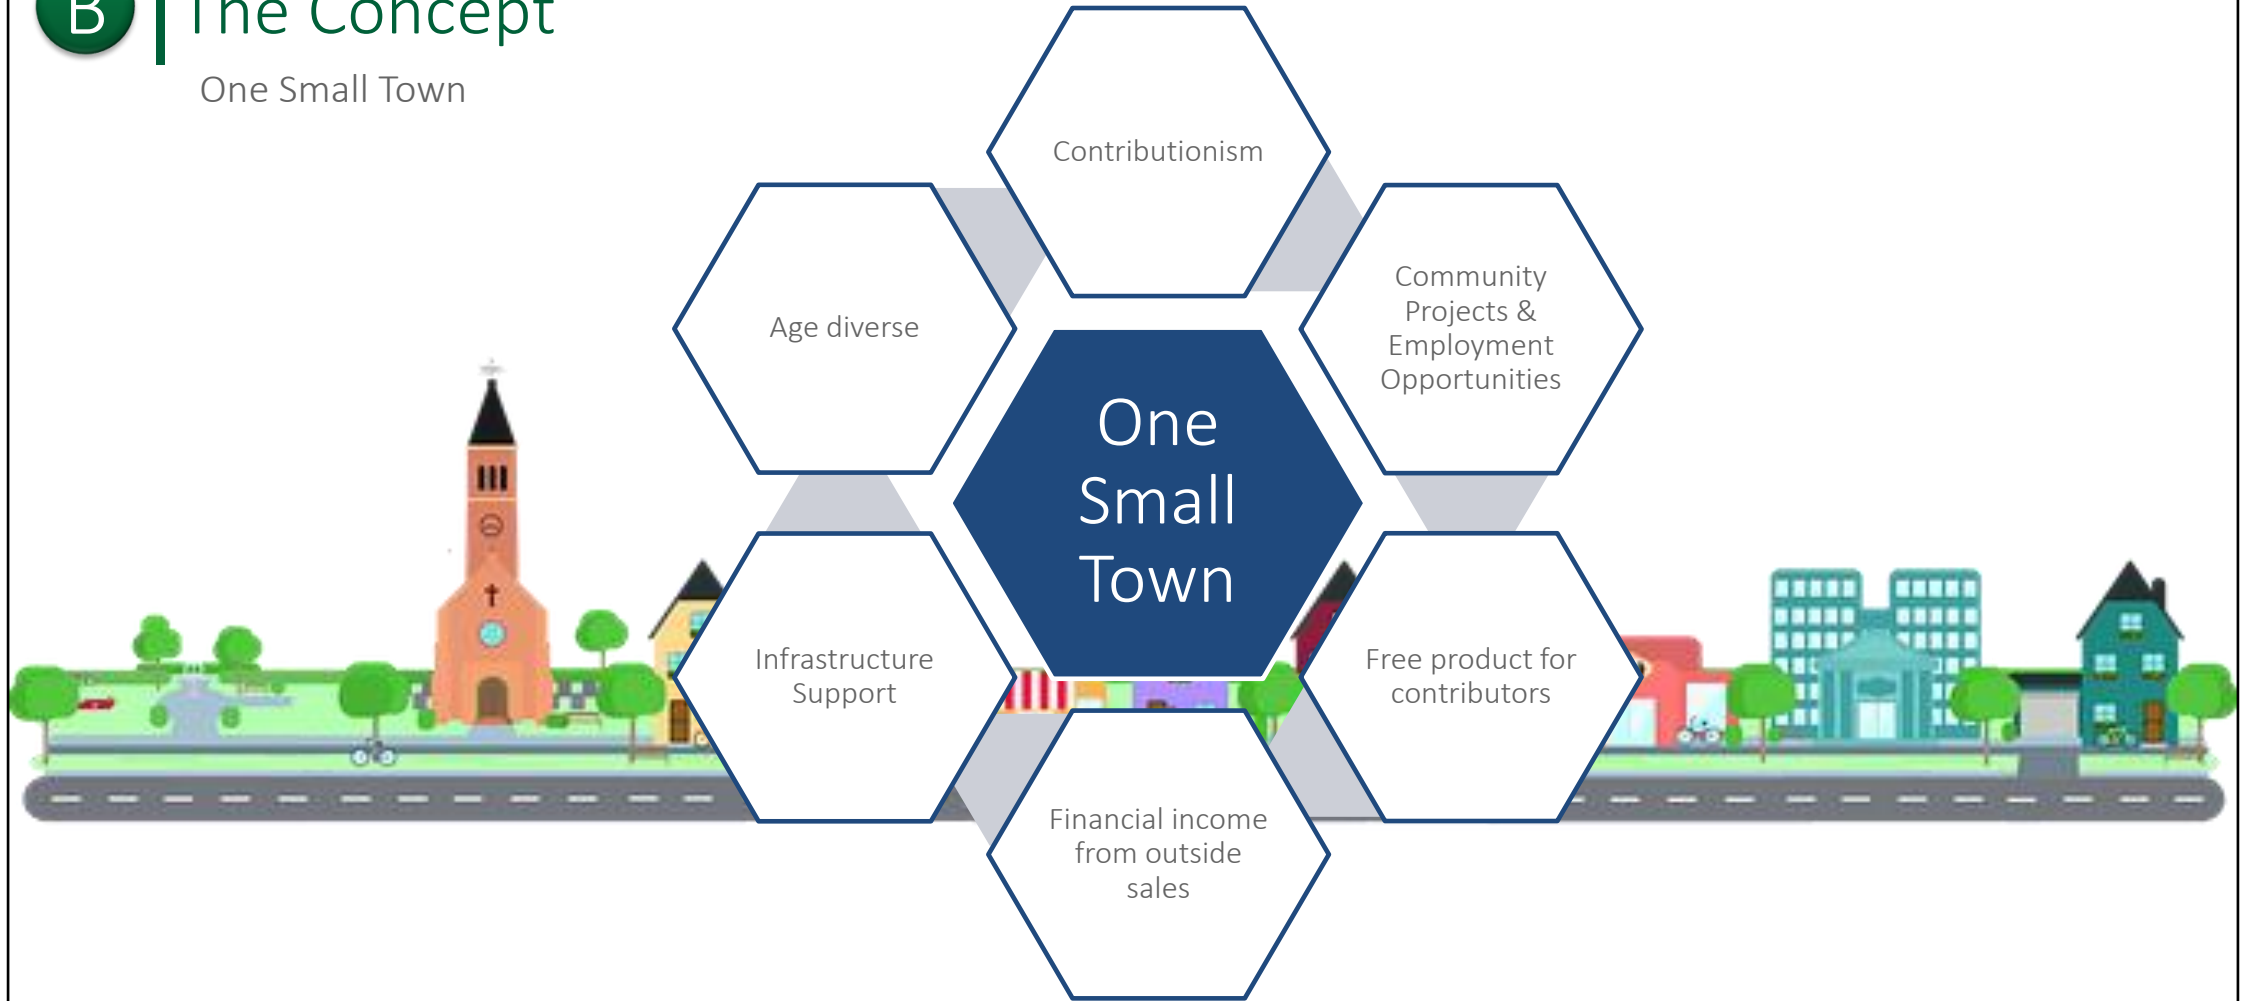 B
The Concept
One Small Town
Contributionism
Community
Projects &
Employment
Opportunities
Age diverse
One
Small
Town
Infrastructure
Support
Free product for
contributors
Financial income
from outside
sales